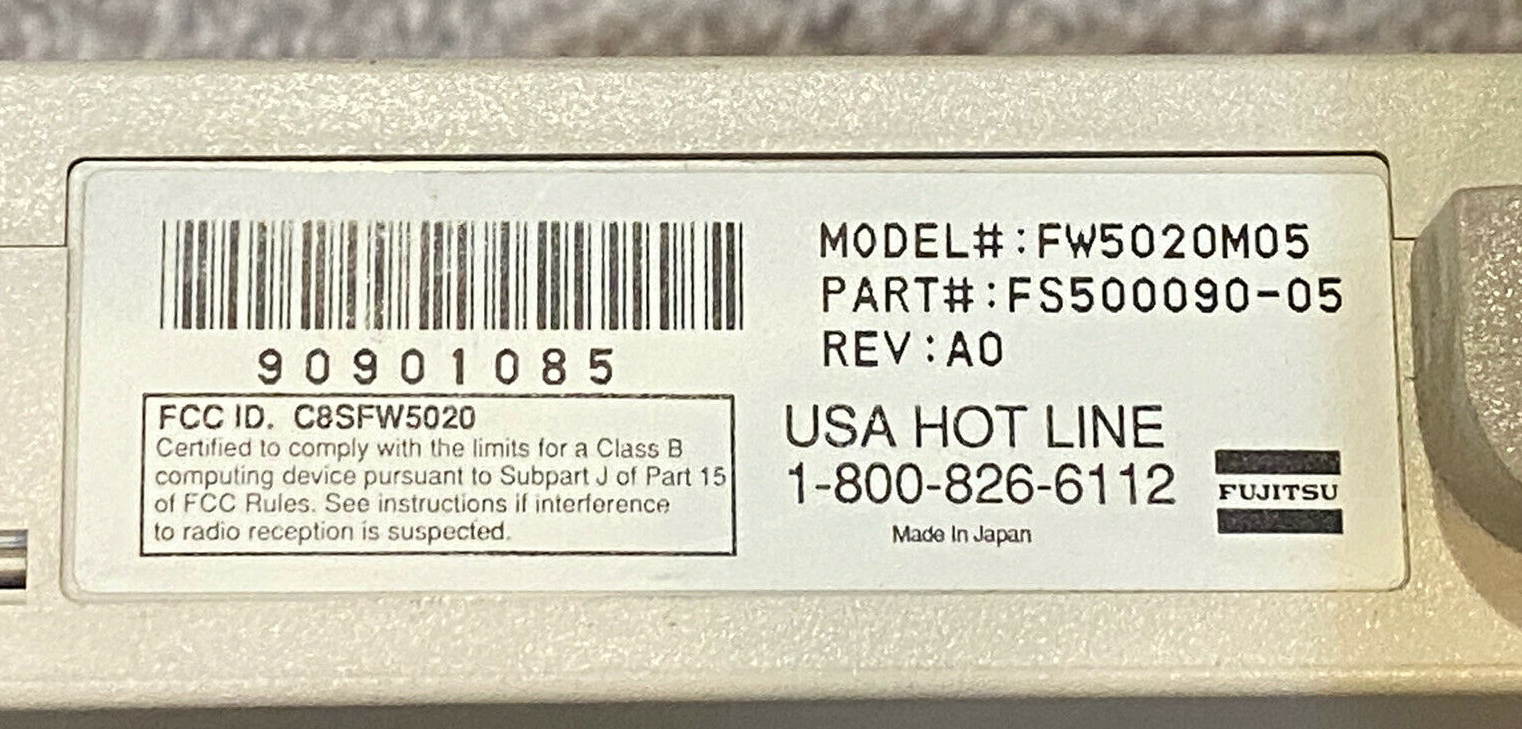 90901085
FCC ID. C8SFW5020
Certified to comply with the limits for a Class B
computing device pursuant to Subpart J of Part 15
of FCC Rules. See instructions if interference
to radio reception is suspected.
MODEL#:FW5020M05
PART#:FS500090-05
REV:A0
USA HOT LINE
1-800-826-6112
Made In Japan
FUJITSU